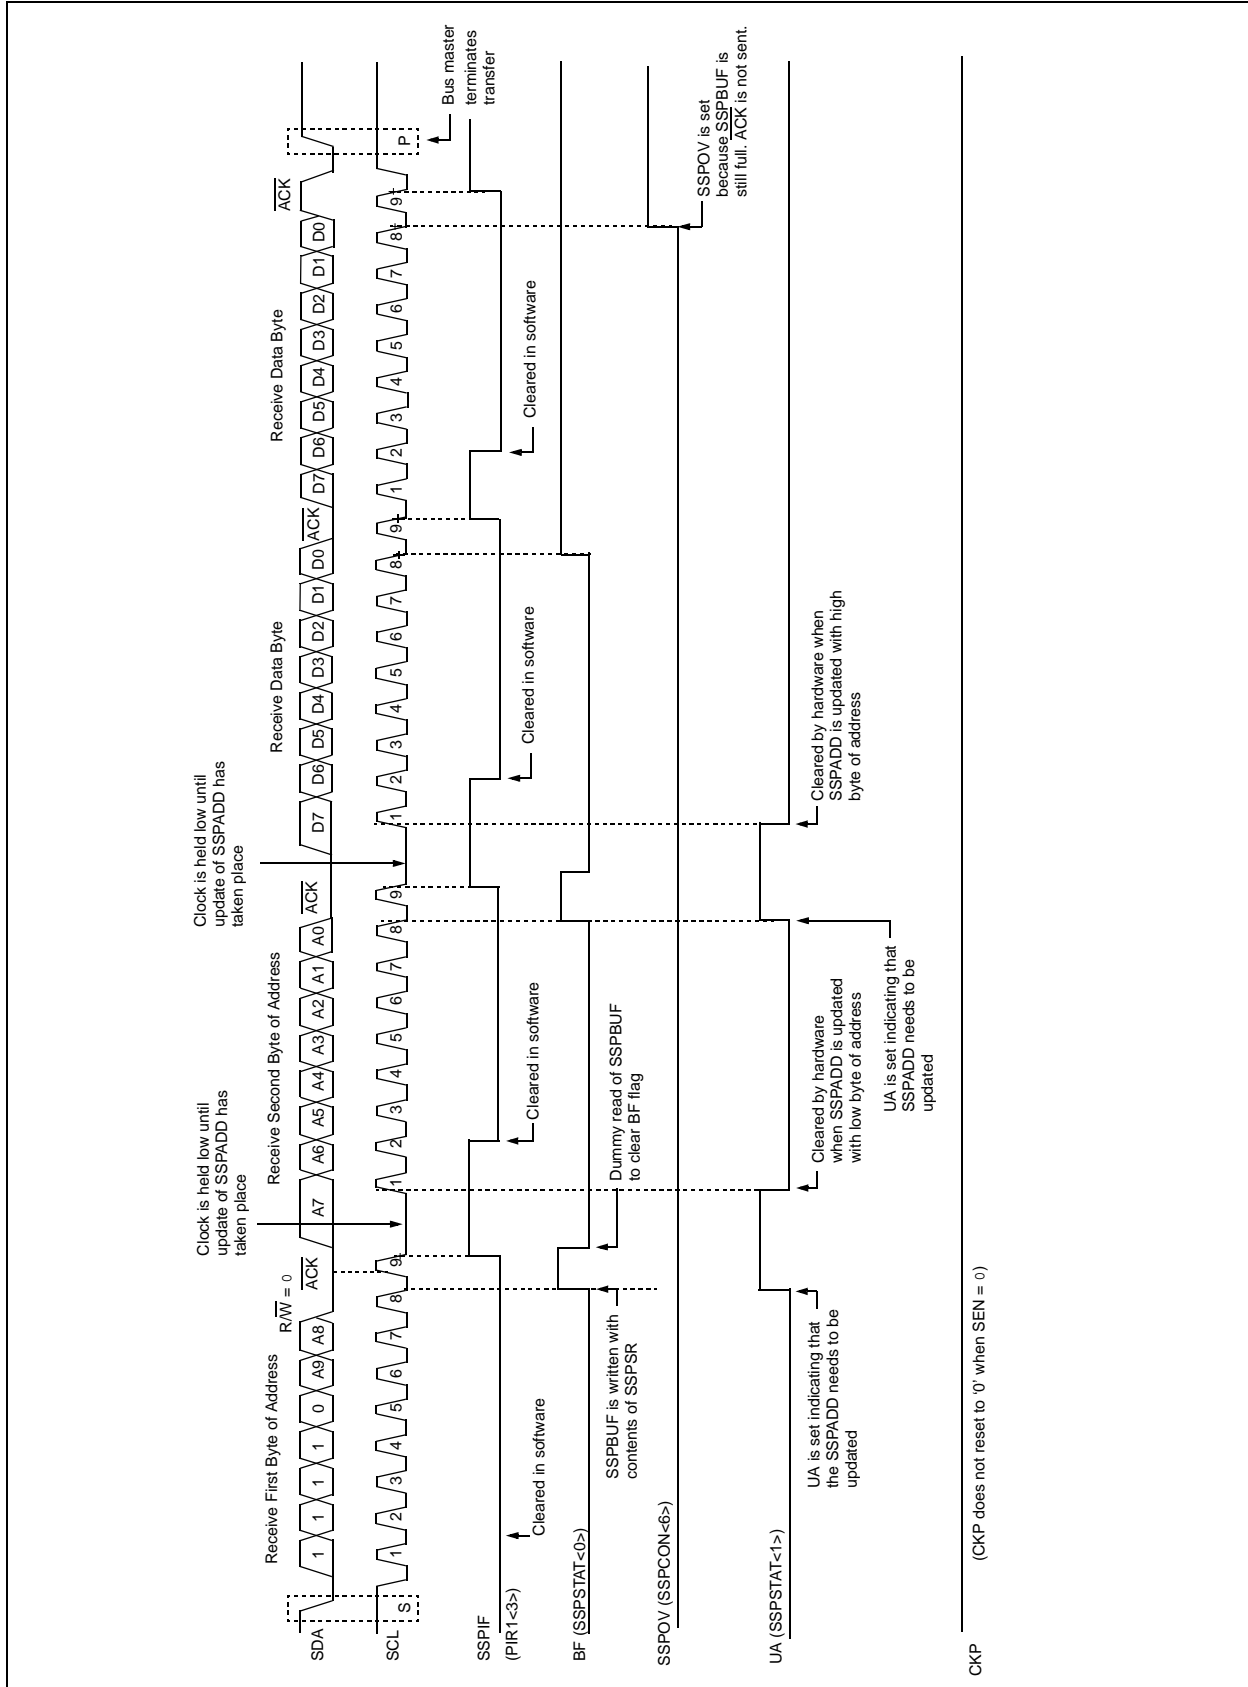 Receive First Byte of Address
R/W = 0
Clock is held low until
update of SSPADD has
taken place
Receive Second Byte of Address
Clock is held low until
update of SSPADD has
taken place
Receive Data Byte
Receive Data Byte
SDA
1 1 1 1 0 A9 A8 ACK A7 A6 A5 A4 A3 A2 A1 A0 ACK D7 D6 D5 D4 D3 D2 D1 D0 ACK D7 D6 D5 D4 D3 D2 D1 D0 ACK
SCL
S 1 2 3 4 5 6 7 8 9 1 2 3 4 5 6 7 8 9 1 2 3 4 5 6 7 8 9 1 2 3 4 5 6 7 8 9 P
Bus master
terminates
transfer
SSPIF
(PIR1<3>)
Cleared in software
Cleared in software
Cleared in software
Cleared in software
BF (SSPSTAT<0>)
SSPBUF is written with
contents of SSPSR
Dummy read of SSPBUF
to clear BF flag
SSPOV (SSPCON<6>)
SSPOV is set
because SSPBUF is
still full. ACK is not sent.
UA (SSPSTAT<1>)
UA is set indicating that
the SSPADD needs to be
updated
Cleared by hardware
when SSPADD is updated
with low byte of address
UA is set indicating that
SSPADD needs to be
updated
Cleared by hardware when
SSPADD is updated with high
byte of address
CKP
(CKP does not reset to ‘0’ when SEN = 0)